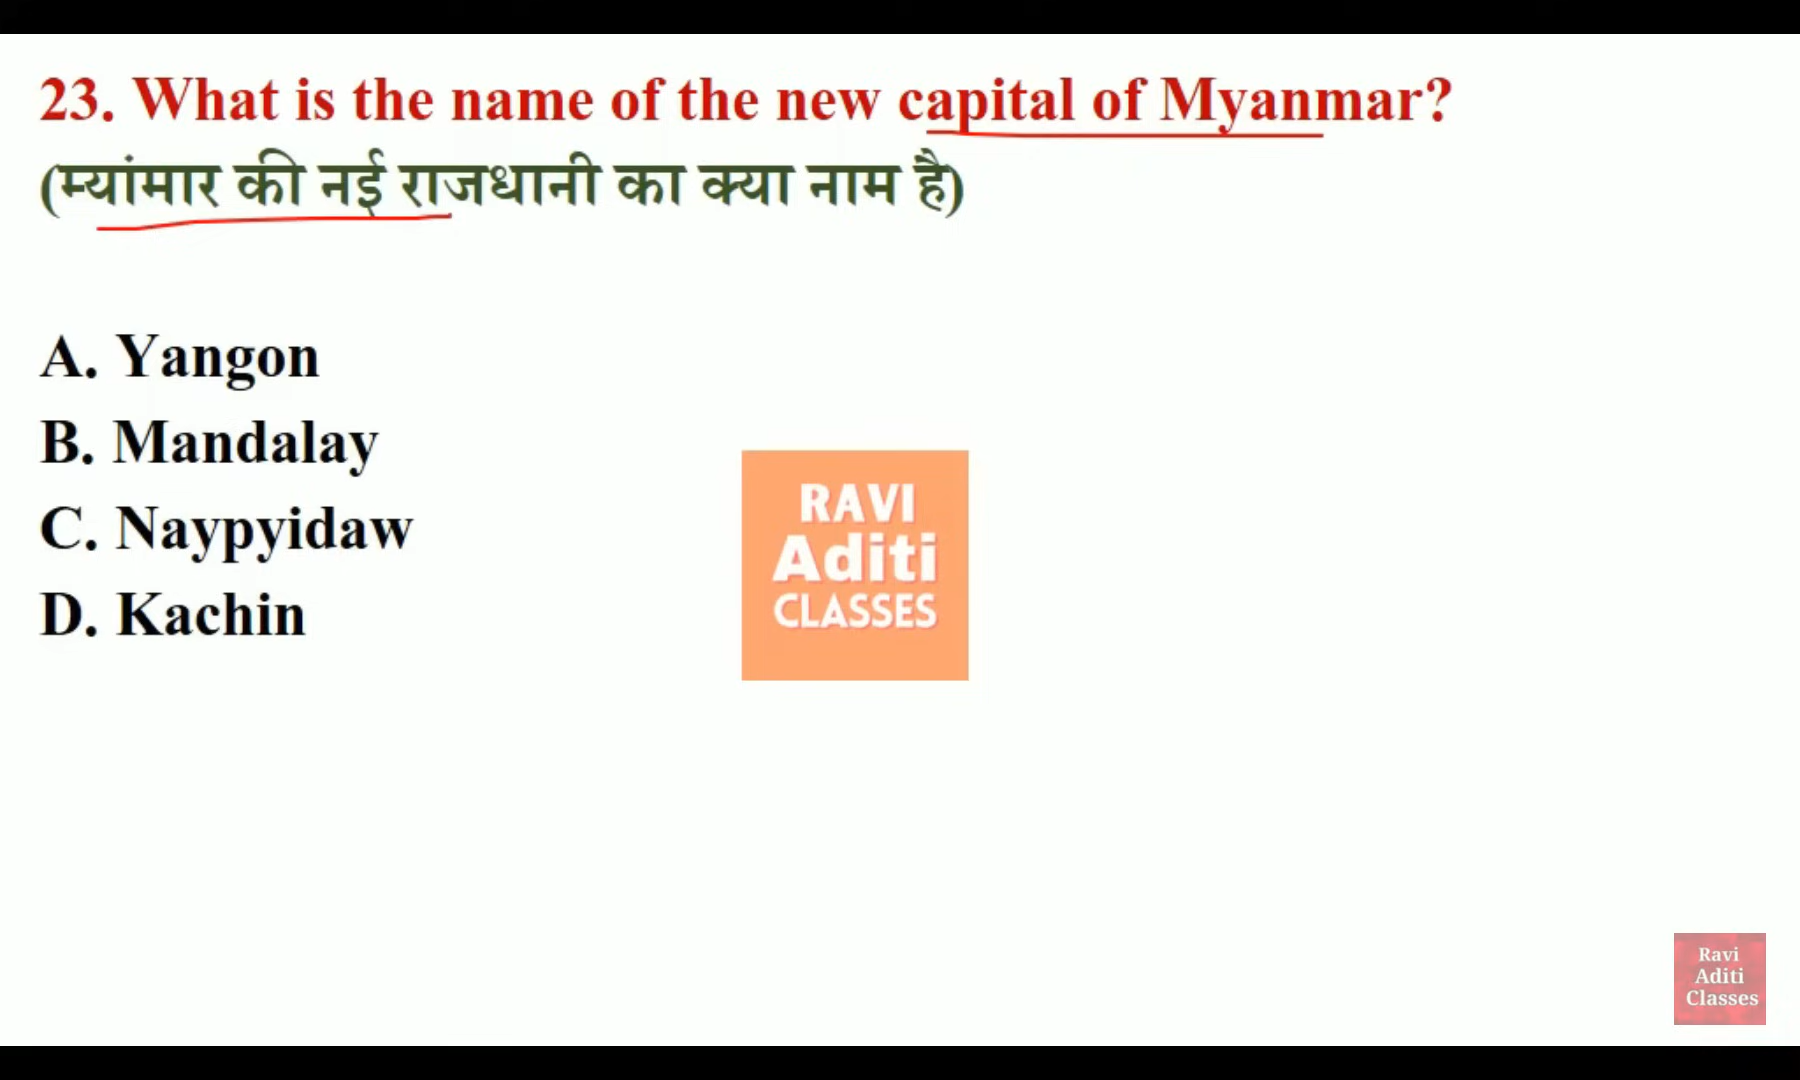 23. What is the name of the new capital of Myanmar?
(म्यांमार की नई राजधानी का क्या नाम है)
A. Yangon
B. Mandalay
C. Naypyidaw
D. Kachin
RAVI
Aditi
CLASSES
Ravi
Aditi
Classes